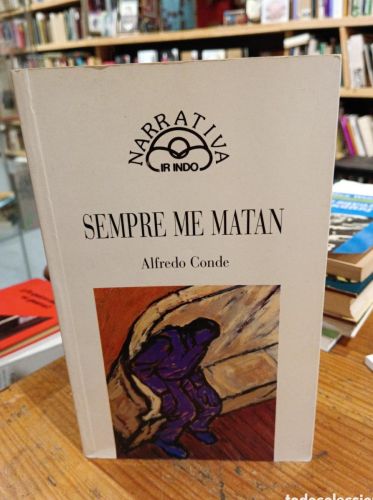 NARRATIVA
IR INDO
SEMPRE ME MATAN
Alfredo Conde
todocoleccion